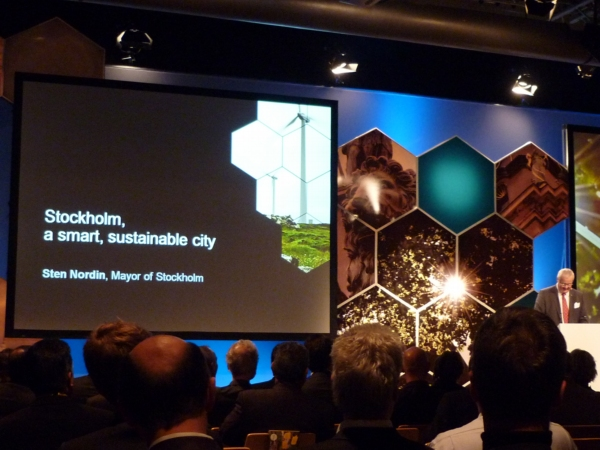 Stockholm,
a smart, sustainable city
Sten Nordin, Mayor of Stockholm